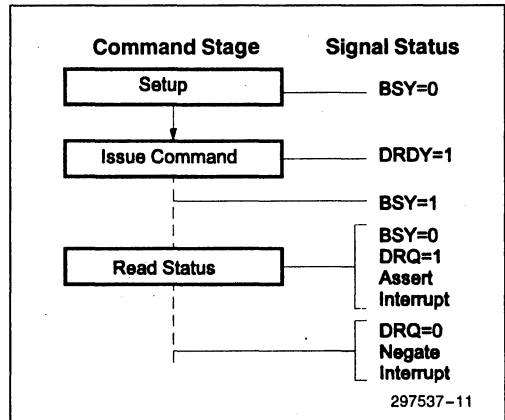 Command Stage
Signal Status
Setup
BSY=0
Issue Command
DRDY=1
BSY=1
Read Status
BSY=0
DRQ=1
Assert
Interrupt
DRQ=0
Negate
Interrupt
297537-11